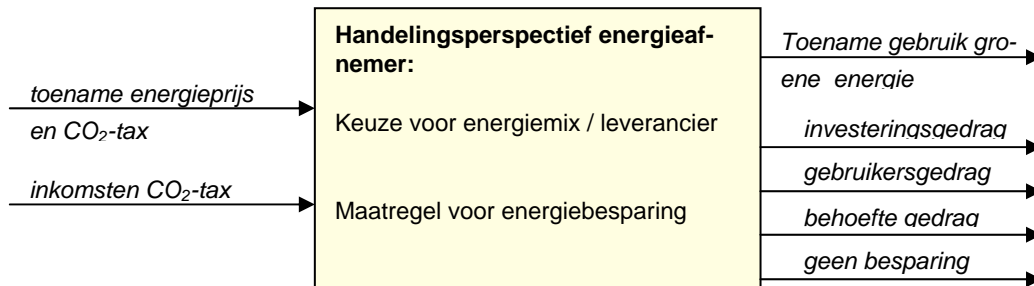 toename energieprijs
en CO₂-tax
inkomsten CO₂-tax
Handelingsperspectief energieaf-
nemer:
Keuze voor energiemix / leverancier
Maatregel voor energiebesparing
Toename gebruik gro-
ene energie
investeringsgedrag
gebruikersgedrag
behoefte gedrag
geen besparing